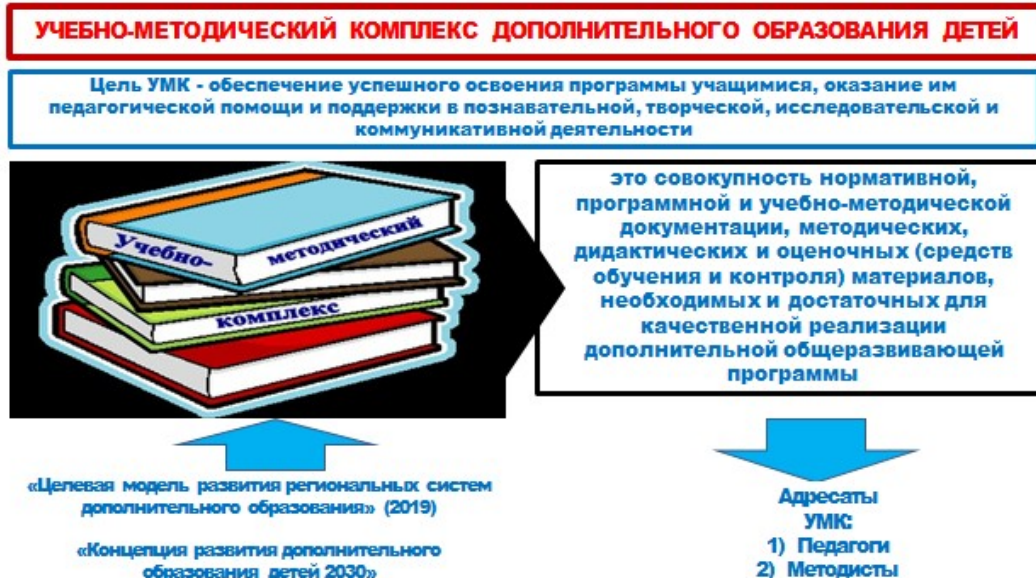 УЧЕБНО-МЕТОДИЧЕСКИЙ КОМПЛЕКС ДОПОЛНИТЕЛЬНОГО ОБРАЗОВАНИЯ ДЕТЕЙ
Цель УМК - обеспечение успешного освоения программы учащимися, оказание им
педагогической помощи и поддержки в познавательной, творческой, исследовательской и
коммуникативной деятельности
Учебно-
методический
комплекс
это совокупность нормативной,
программной и учебно-методической
документации, методических,
дидактических и оценочных (средств
обучения и контроля) материалов,
необходимых и достаточных для
качественной реализации
дополнительной общеразвивающей
программы
«Целевая модель развития региональных систем
дополнительного образования» (2019)
«Концепция развития дополнительного
образования детей 2030»
Адресаты
УМК:
1) Педагоги
2) Методисты